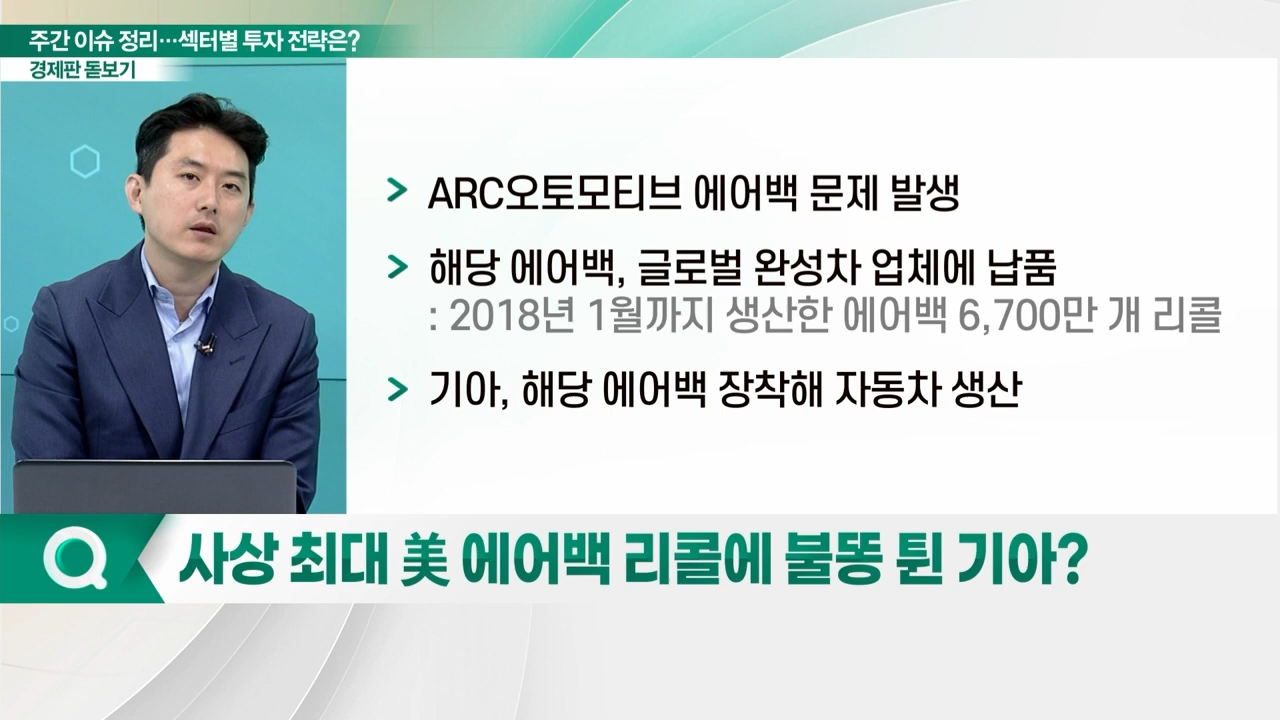 주간 이슈 정리…섹터별 투자 전략은?
경제판 돋보기
> ARC오토모티브 에어백 문제 발생
> 해당 에어백, 글로벌 완성차 업체에 납품
: 2018년 1월까지 생산한 에어백 6,700만 개 리콜
> 기아, 해당 에어백 장착해 자동차 생산
Q 사상 최대 美 에어백 리콜에 불똥 튄 기아?